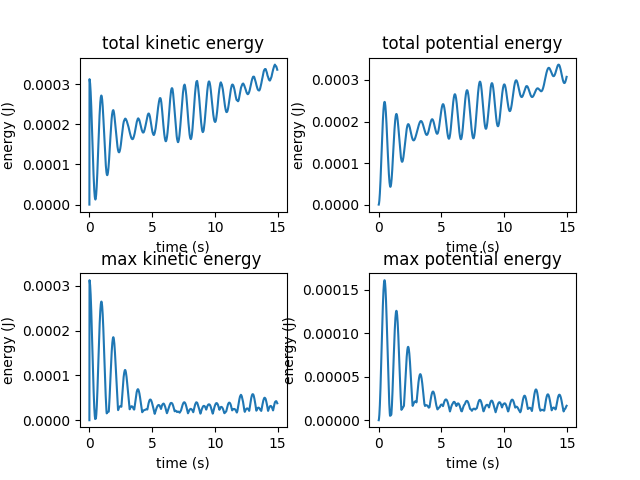 total kinetic energy
energy (J)
0.0003
0.0002
0.0001
0.0000
0 5 10 15
time (s)
total potential energy
energy (J)
0.0003
0.0002
0.0001
0.0000
0 5 10 15
time (s)
max kinetic energy
energy (J)
0.0003
0.0002
0.0001
0.0000
0 5 10 15
time (s)
max potential energy
energy (J)
0.00015
0.00010
0.00005
0.00000
0 5 10 15
time (s)